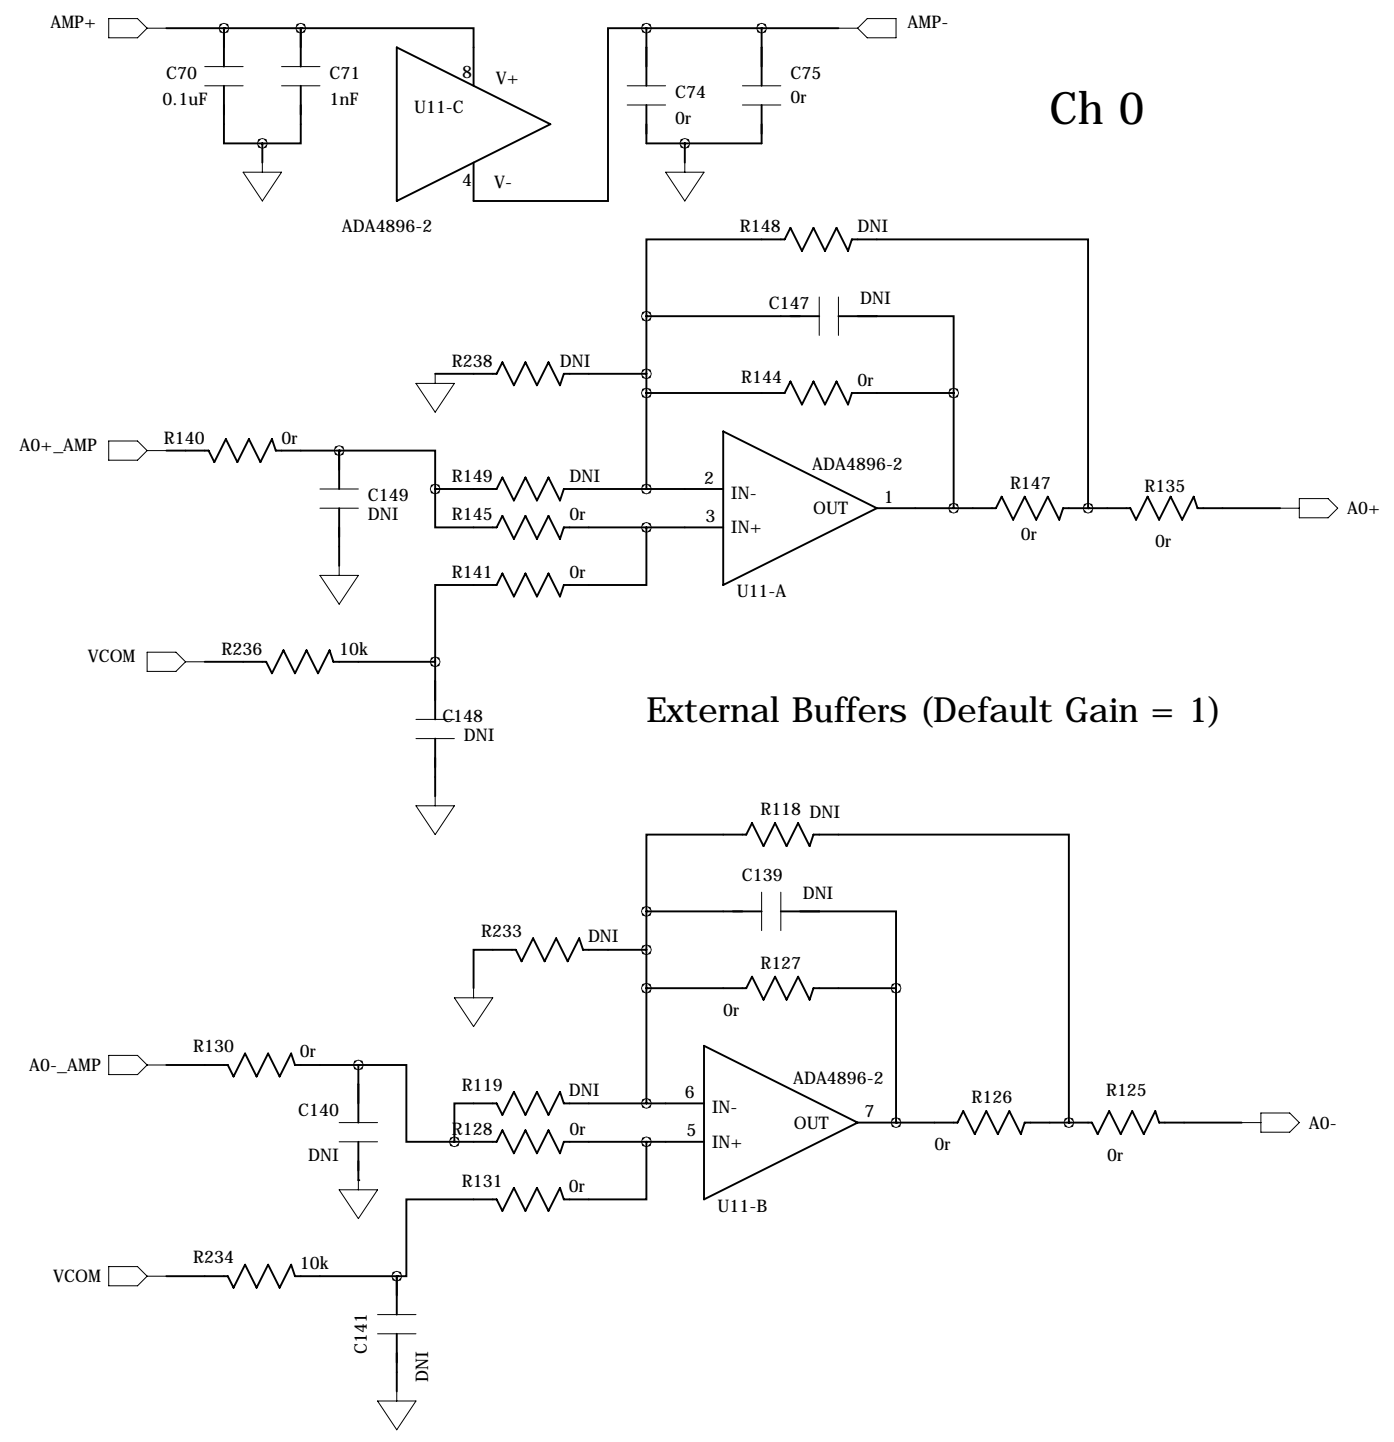 AMP+
AMP-
C70
0.1uF
C71
1nF
8
V+
U11-C
4
V-
ADA4896-2
C74
0r
C75
0r
Ch 0
R148
DNI
C147
DNI
R238
DNI
R144
0r
A0+_AMP
R140
0r
C149
DNI
R149
DNI
R145
0r
R141
0r
2
IN-
3
IN+
ADA4896-2
OUT
1
U11-A
R147
0r
R135
0r
A0+
VCOM
R236
10k
C148
DNI
External Buffers (Default Gain = 1)
R118
DNI
C139
DNI
R233
DNI
R127
0r
A0-_AMP
R130
0r
C140
DNI
R119
DNI
R128
0r
R131
0r
6
IN-
5
IN+
ADA4896-2
OUT
7
U11-B
R126
0r
R125
0r
A0-
VCOM
R234
10k
C141
DNI